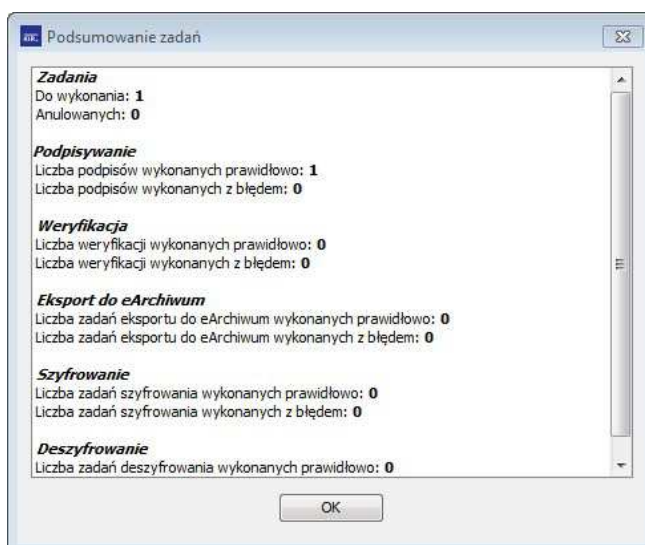 Podsumowanie zadań
Zadania
Do wykonania: 1
Anulowanych: 0
Podpisywanie
Liczba podpisów wykonanych prawidłowo: 1
Liczba podpisów wykonanych z błędem: 0
Weryfikacja
Liczba weryfikacji wykonanych prawidłowo: 0
Liczba weryfikacji wykonanych z błędem: 0
Eksport do eArchiwum
Liczba zadań eksportu do eArchiwum wykonanych prawidłowo: 0
Liczba zadań eksportu do eArchiwum wykonanych z błędem: 0
Szyfrowanie
Liczba zadań szyfrowania wykonanych prawidłowo: 0
Liczba zadań szyfrowania wykonanych z błędem: 0
Deszyfrowanie
Liczba zadań deszyfrowania wykonanych prawidłowo: 0
OK